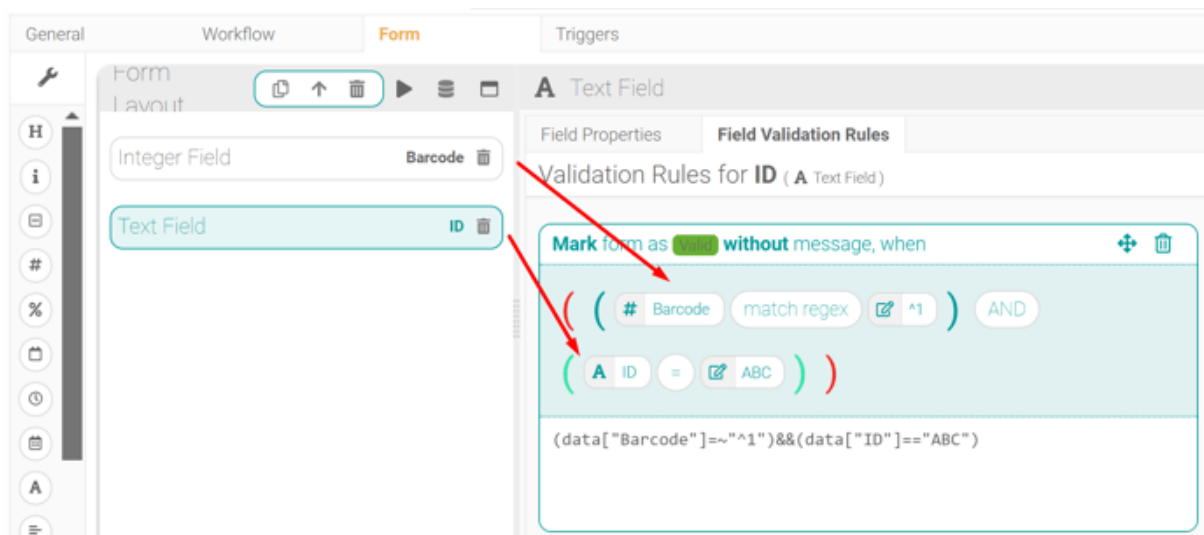 General Workflow Form Triggers
Form
Layout
A Text Field
H
i
#
%
A
Integer Field Barcode
Text Field ID
Field Properties Field Validation Rules
Validation Rules for ID ( A Text Field )
Mark form as Valid without message, when
( ( # Barcode match regex ^1 ) AND
( A ID = ABC ) )
(data["Barcode"]=~"^1")&&(data["ID"]=="ABC")